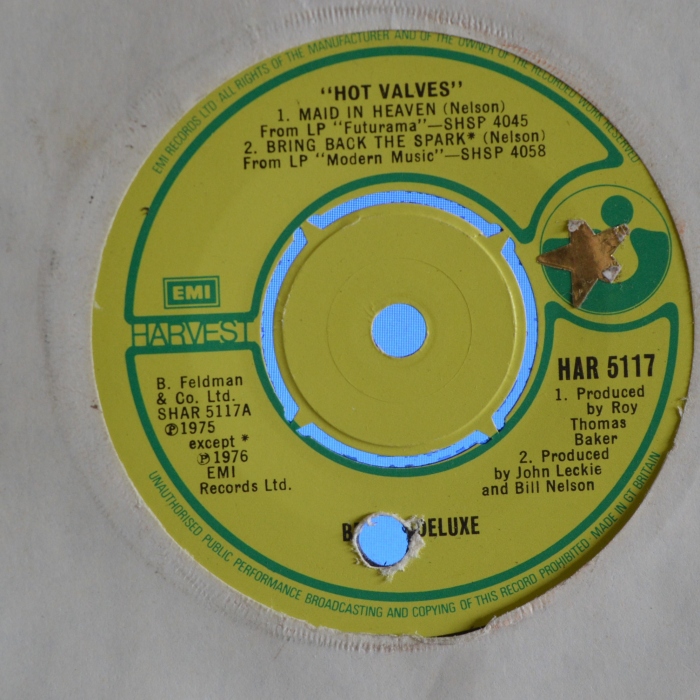 EMI RECORDS LTD ALL RIGHTS OF THE MANUFACTURER AND OF THE OWNER OF THE RECORDED WORK RESERVED
"HOT VALVES"
1. MAID IN HEAVEN (Nelson)
From LP "Futurama"—SHSP 4045
2. BRING BACK THE SPARK* (Nelson)
From LP "Modern Music"—SHSP 4058
EMI
HARVEST
B. Feldman
& Co. Ltd.
SHAR 5117A
℗1975
except *
℗1976
EMI
Records Ltd.
HAR 5117
1. Produced
by Roy
Thomas
Baker
2. Produced
by John Leckie
and Bill Nelson
DELUXE
UNAUTHORISED PUBLIC PERFORMANCE BROADCASTING AND COPYING OF THIS RECORD PROHIBITED MADE IN GT BRITAIN